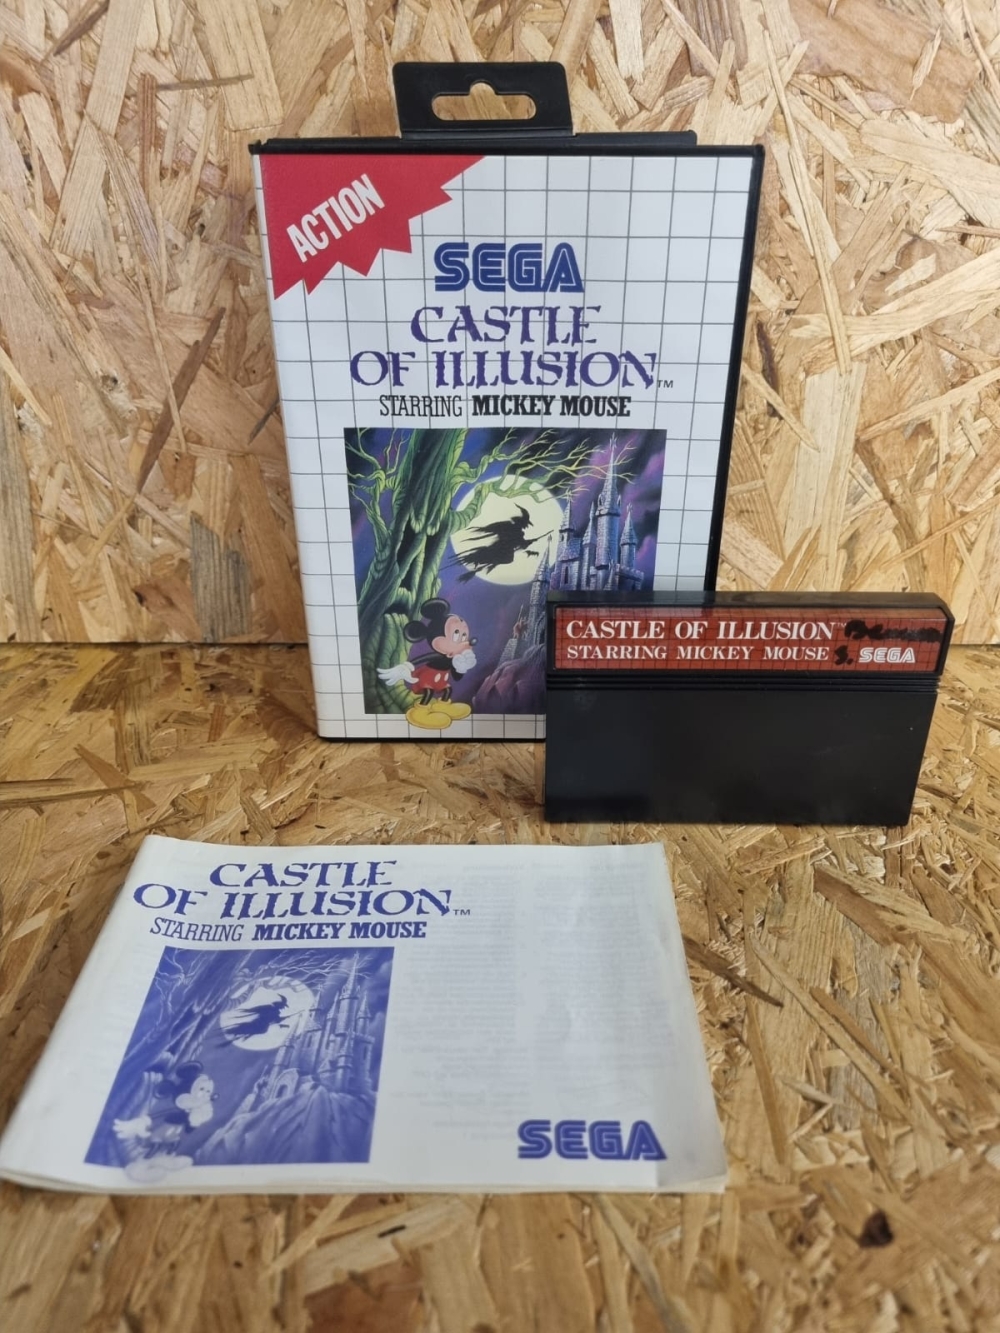 ACTION
SEGA
CASTLE
OF ILLUSION™
STARRING MICKEY MOUSE
CASTLE OF ILLUSION™
STARRING MICKEY MOUSE S. SEGA
CASTLE
OF ILLUSION™
STARRING MICKEY MOUSE
SEGA